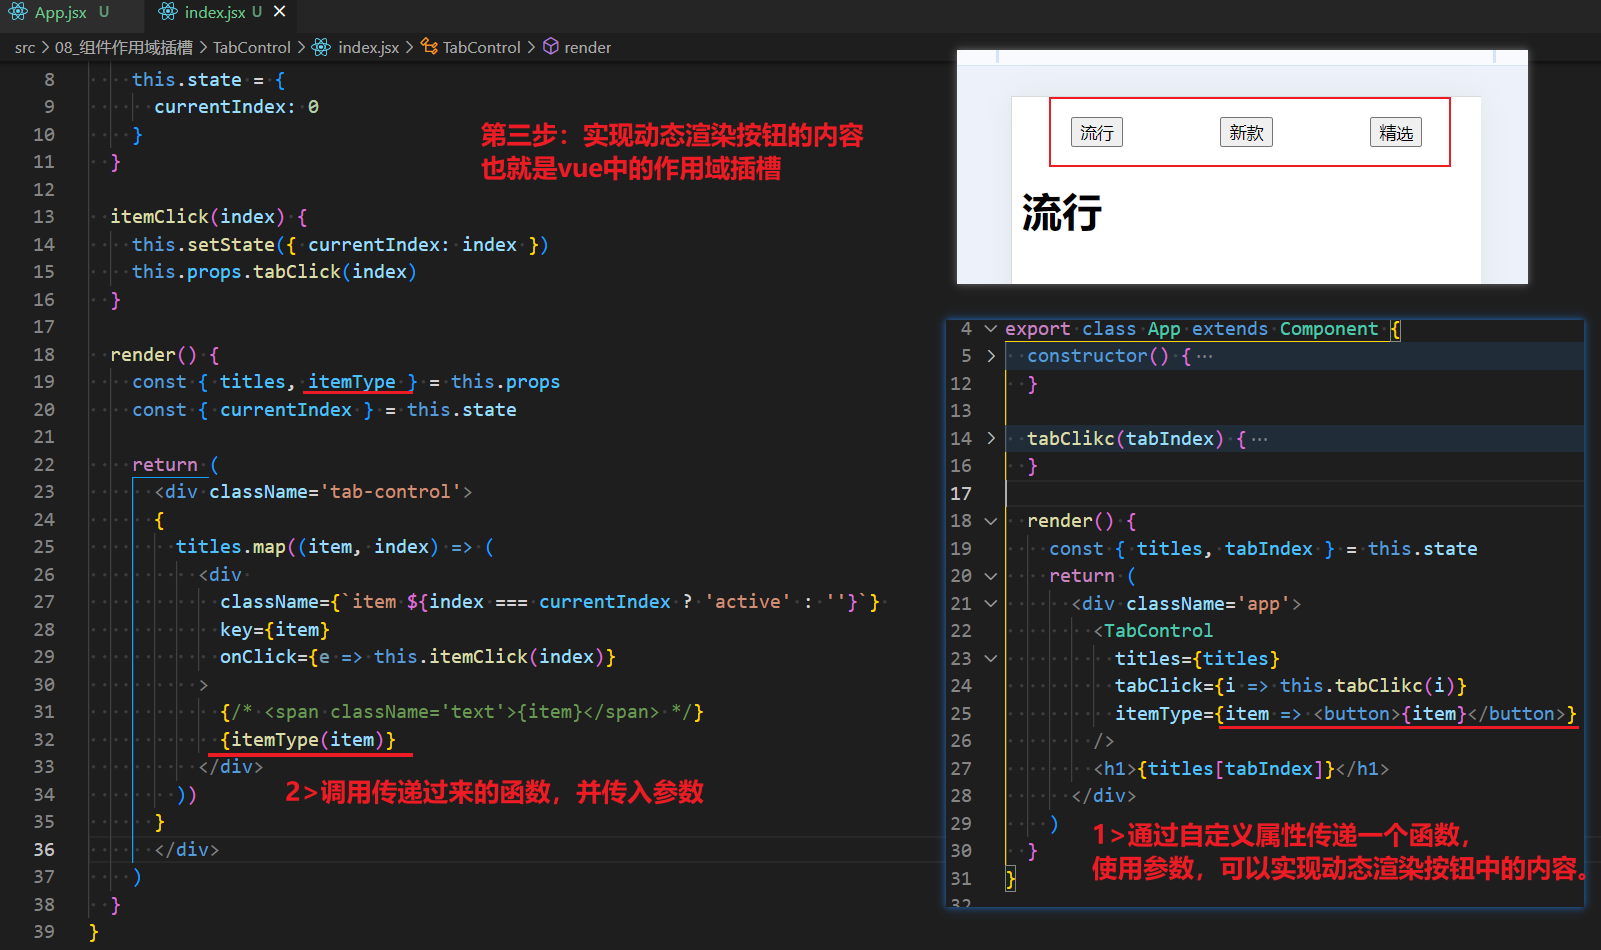 App.jsx U
index.jsx U ×
src > 08_组件作用域插槽 > TabControl > index.jsx > TabControl > render
8 this.state = {
9 currentIndex: 0
10 }
11 }
12
13 itemClick(index) {
14 this.setState({ currentIndex: index })
15 this.props.tabClick(index)
16 }
17
18 render() {
19 const { titles, itemType } = this.props
20 const { currentIndex } = this.state
21
22 return (
23 <div className='tab-control'>
24 {
25 titles.map((item, index) => (
26 <div
27 className={`item ${index === currentIndex ? 'active' : ''}`}
28 key={item}
29 onClick={e => this.itemClick(index)}
30 >
31 {/* <span className='text'>{item}</span> */}
32 {itemType(item)}
33 </div>
34 ))
35 }
36 </div>
37 )
38 }
39 }
第三步：实现动态渲染按钮的内容
也就是vue中的作用域插槽
2>调用传递过来的函数，并传入参数
流行 新款 精选
流行
4 export class App extends Component {
5 constructor() { ···
12 }
13
14 tabClikc(tabIndex) { ···
16 }
17
18 render() {
19 const { titles, tabIndex } = this.state
20 return (
21 <div className='app'>
22 <TabControl
23 titles={titles}
24 tabClick={i => this.tabClikc(i)}
25 itemType={item => <button>{item}</button>}
26 />
27 <h1>{titles[tabIndex]}</h1>
28 </div>
29 )
30 }
31 }
32
1>通过自定义属性传递一个函数，
使用参数，可以实现动态渲染按钮中的内容。